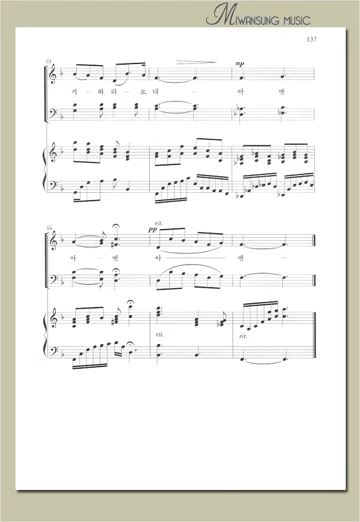 MIWANSUNG MUSIC
137
mp
거 - 하 리 - 로 다 - 아 멘
rit.
pp
아 - 멘 아 멘 -
rit.
rit.